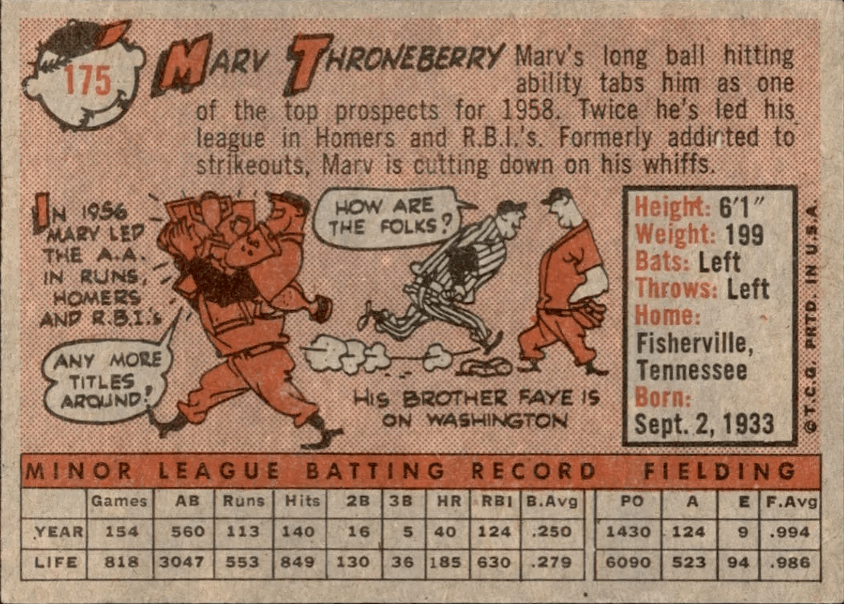 175
MARV THRONEBERRY
Marv's long ball hitting
ability tabs him as one
of the top prospects for 1958. Twice he's led his
league in Homers and R.B.I.'s. Formerly addicted to
strikeouts, Marv is cutting down on his whiffs.
IN 1956
MARV LED
THE A.A.
IN RUNS,
HOMERS
AND R.B.I.'s
ANY MORE
TITLES
AROUND?
HOW ARE
THE FOLKS?
HIS BROTHER FAYE IS
ON WASHINGTON
Height: 6'1"
Weight: 199
Bats: Left
Throws: Left
Home:
Fisherville,
Tennessee
Born:
Sept. 2, 1933
© T.C.G. PRTD. IN U.S.A.
MINOR LEAGUE BATTING RECORD FIELDING
Games AB Runs Hits 2B 3B HR RBI B.Avg PO A E F.Avg
YEAR 154 560 113 140 16 5 40 124 .250 1430 124 9 .994
LIFE 818 3047 553 849 130 36 185 630 .279 6090 523 94 .986